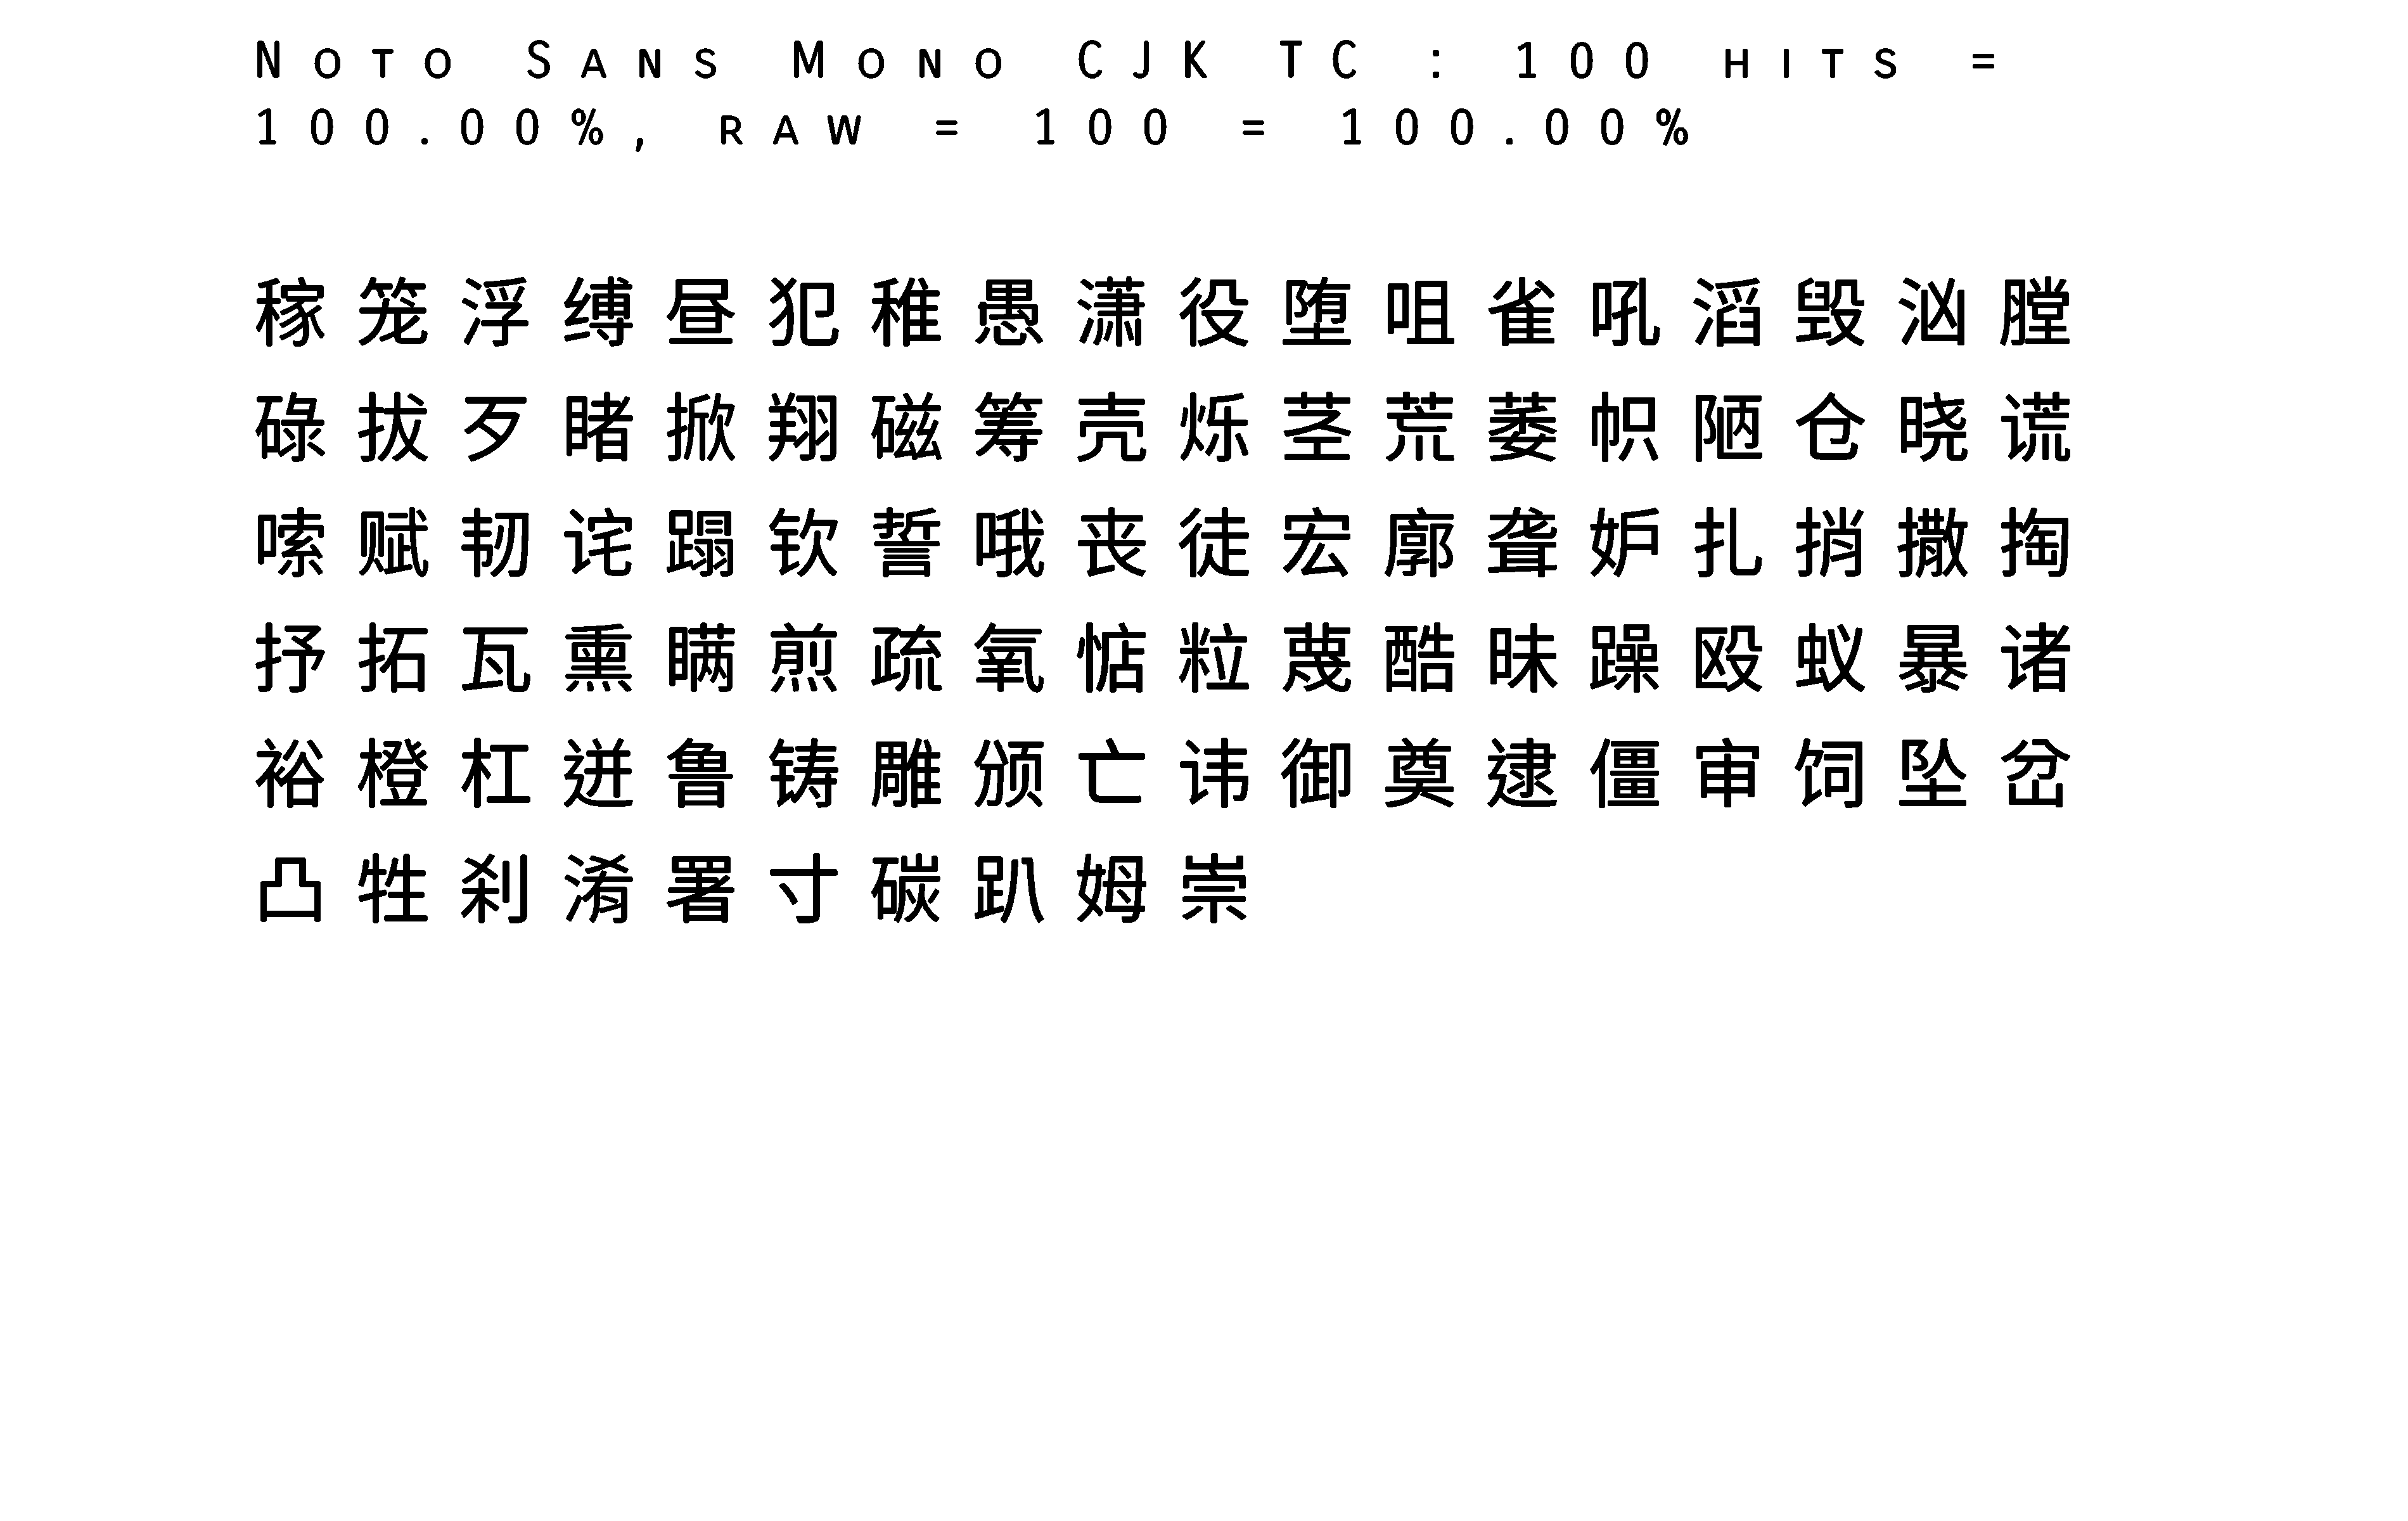 Noto Sans Mono CJK TC : 100 hits =
100.00%, raw = 100 = 100.00%
稼笼浮缚昼犯稚愚潇役堕咀雀吼滔毁汹膛
碌拔歹睹掀翔磁筹壳烁茎荒萎帜陋仓晓谎
嗦赋韧诧蹋钦誓哦丧徒宏廓聋妒扎捎撒掏
抒拓瓦熏瞒煎疏氧惦粒蔑酷昧躁殴蚁暴诸
裕橙杠迸鲁铸雕颁亡讳御奠逮僵审饲坠岔
凸牲刹淆署寸碳趴姆崇